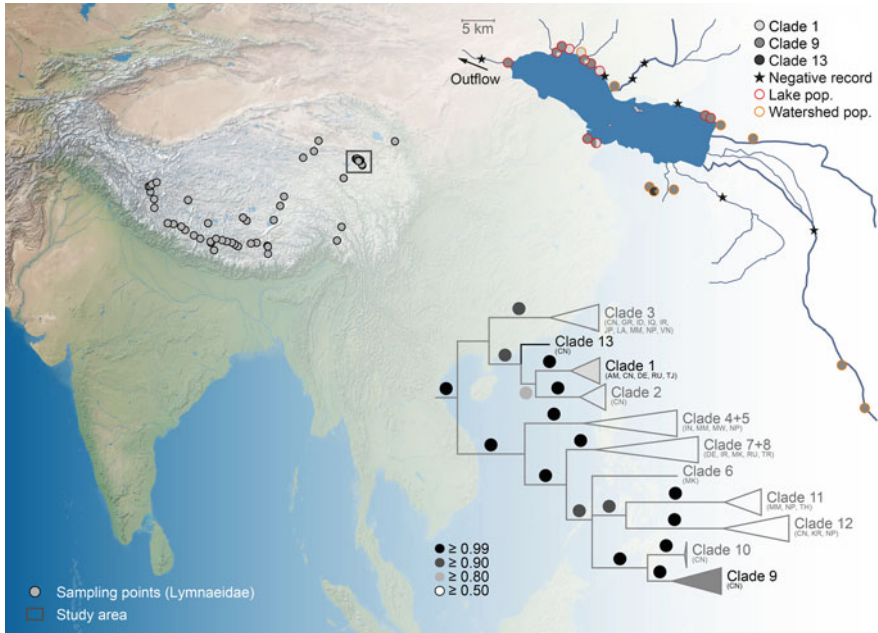 5 km
Outflow
Clade 1
Clade 9
Clade 13
Negative record
Lake pop.
Watershed pop.
Clade 3
(CN, GR, ID, IQ, IR,
JP, LA, MM, NP, VN)
Clade 13
(CN)
Clade 1
(AM, CN, DE, RU, TJ)
Clade 2
(CN)
Clade 4+5
(IN, MM, MW, NP)
Clade 7+8
(DE, IR, MK, RU, TR)
Clade 6
(MK)
Clade 11
(MM, NP, TH)
Clade 12
(CN, KR, NP)
Clade 10
(CN)
Clade 9
(CN)
≥ 0.99
≥ 0.90
≥ 0.80
≥ 0.50
Sampling points (Lymnaeidae)
Study area